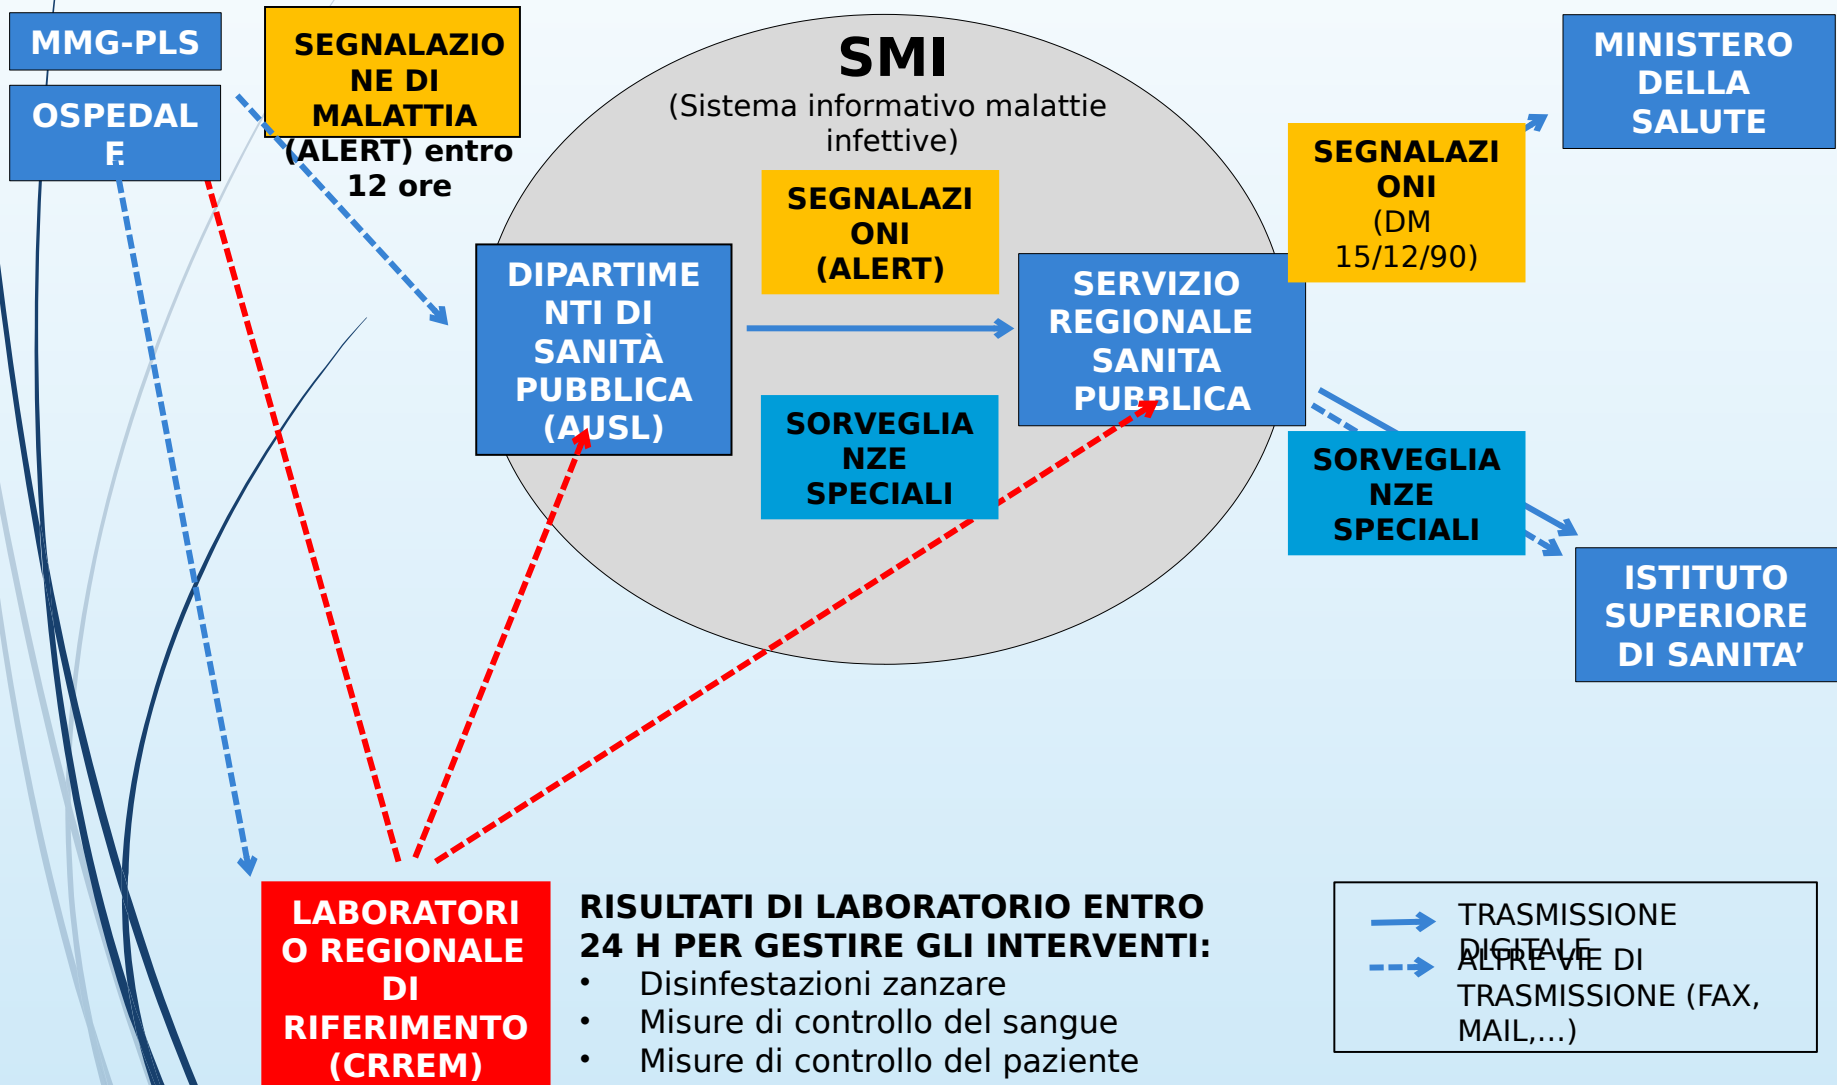 MMG-PLS
OSPEDAL
E
SEGNALAZIO
NE DI
MALATTIA
(ALERT) entro
12 ore
SMI
(Sistema informativo malattie
infettive)
SEGNALAZI
ONI
(ALERT)
DIPARTIME
NTI DI
SANITÀ
PUBBLICA
(AUSL)
SORVEGLIA
NZE
SPECIALI
SERVIZIO
REGIONALE
SANITA
PUBBLICA
SEGNALAZI
ONI
(DM
15/12/90)
MINISTERO
DELLA
SALUTE
SORVEGLIA
NZE
SPECIALI
ISTITUTO
SUPERIORE
DI SANITA’
LABORATORI
O REGIONALE
DI
RIFERIMENTO
(CRREM)
RISULTATI DI LABORATORIO ENTRO
24 H PER GESTIRE GLI INTERVENTI:
• Disinfestazioni zanzare
• Misure di controllo del sangue
• Misure di controllo del paziente
TRASMISSIONE
DIGITALE
ALTRE VIE DI
TRASMISSIONE (FAX,
MAIL,…)